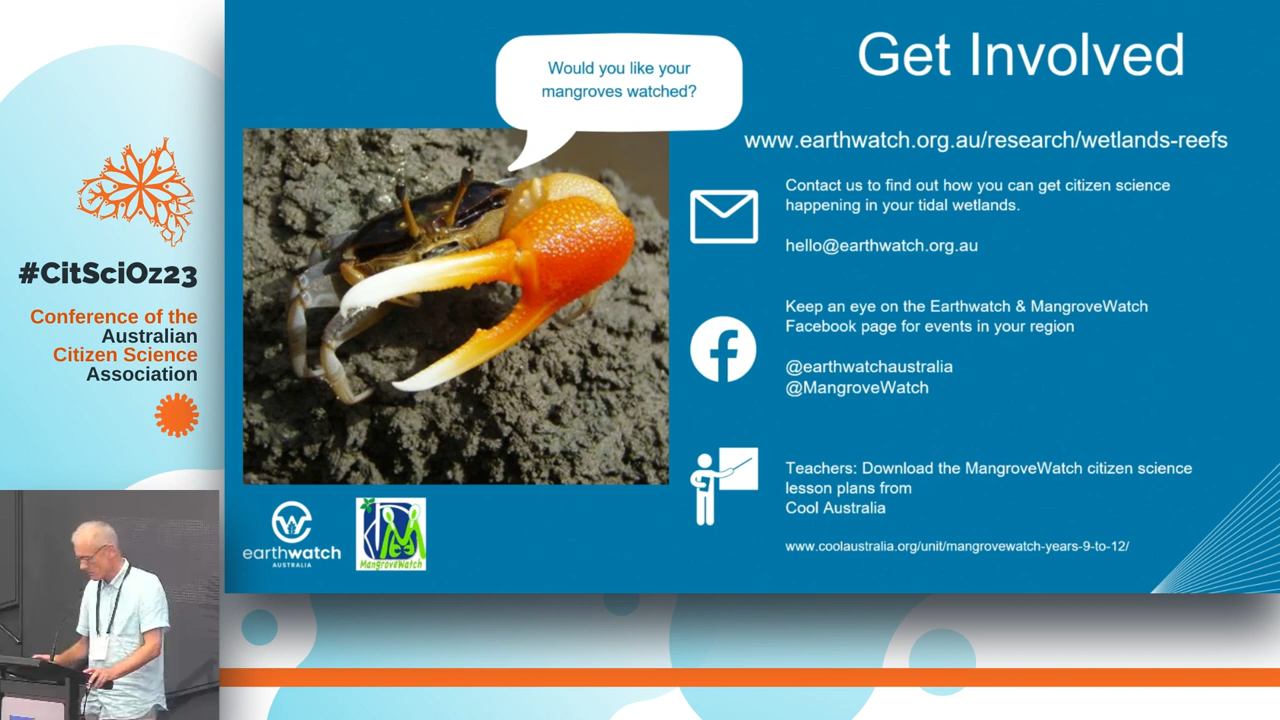 #CitSciOz23
Conference of the
Australian
Citizen Science
Association
Would you like your
mangroves watched?
Get Involved
www.earthwatch.org.au/research/wetlands-reefs
Contact us to find out how you can get citizen science
happening in your tidal wetlands.
hello@earthwatch.org.au
Keep an eye on the Earthwatch & MangroveWatch
Facebook page for events in your region
@earthwatchaustralia
@MangroveWatch
Teachers: Download the MangroveWatch citizen science
lesson plans from
Cool Australia
www.coolaustralia.org/unit/mangrovewatch-years-9-to-12/
earthwatch
AUSTRALIA
MangroveWatch